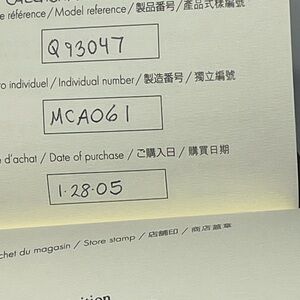 e référence / Model reference / 製品番号 / 產品式樣編號
Q93047
ro individuel / Individual number / 製造番号 / 獨立編號
MCA061
e d'achat / Date of purchase / ご購入日 / 購買日期
1·28·05
chet du magasin / Store stamp / 店舗印 / 商店蓋章